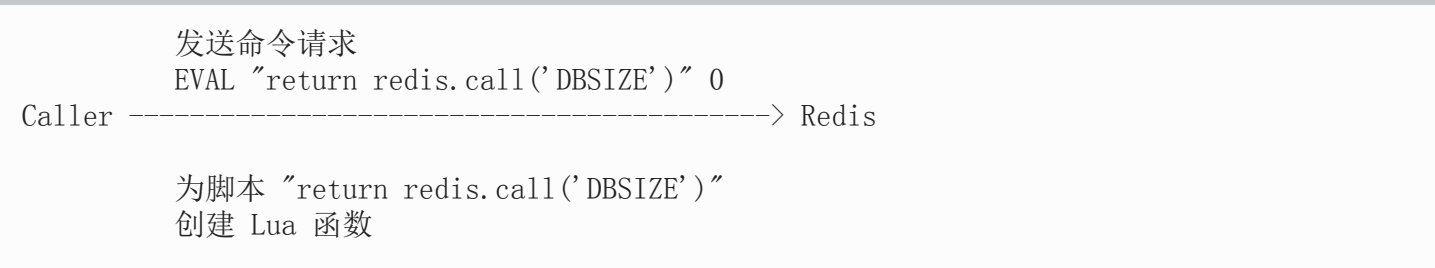 发送命令请求
EVAL "return redis.call('DBSIZE')" 0
Caller ------------------------------------------> Redis
为脚本 "return redis.call('DBSIZE')"
创建 Lua 函数